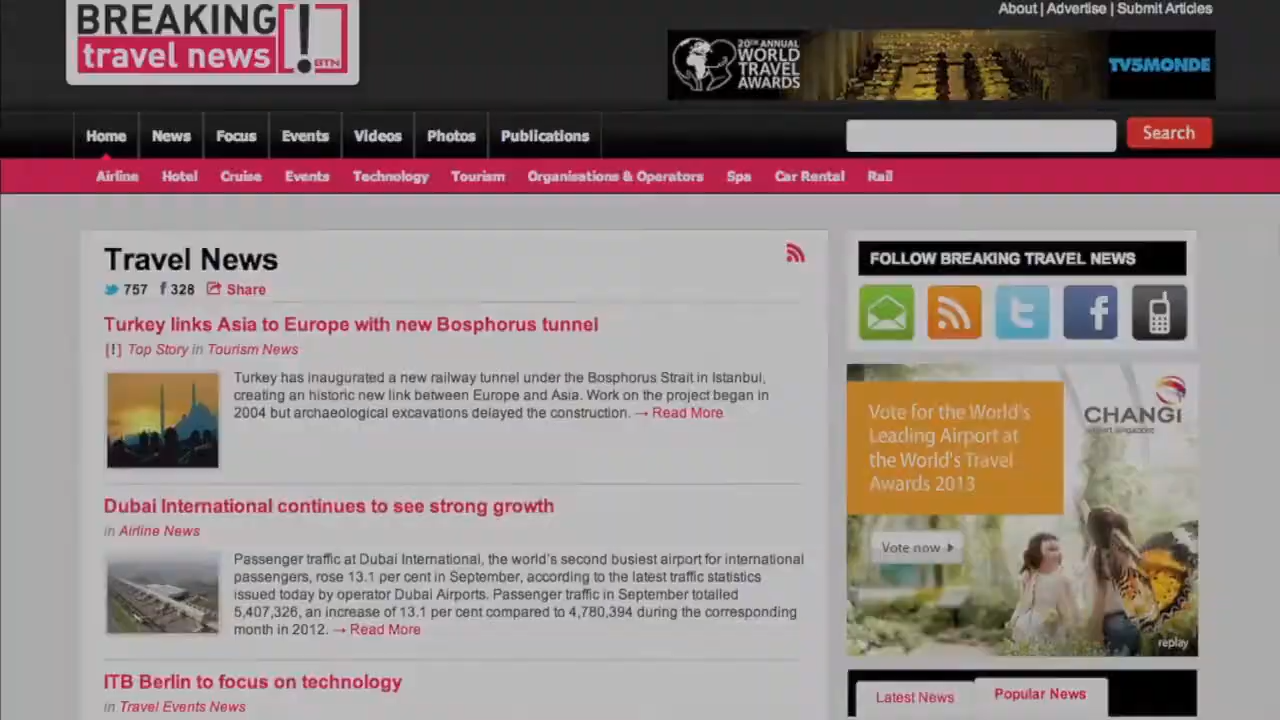 About | Advertise | Submit Articles
BREAKING
travel news
[!]
BTN
20TH ANNUAL
WORLD
TRAVEL
AWARDS
TV5MONDE
Home News Focus Events Videos Photos Publications
Search
Airline Hotel Cruise Events Technology Tourism Organisations & Operators Spa Car Rental Rail
Travel News
757 f 328 Share
Turkey links Asia to Europe with new Bosphorus tunnel
[!] Top Story in Tourism News
Turkey has inaugurated a new railway tunnel under the Bosphorus Strait in Istanbul,
creating an historic new link between Europe and Asia. Work on the project began in
2004 but archaeological excavations delayed the construction. → Read More
Dubai International continues to see strong growth
in Airline News
Passenger traffic at Dubai International, the world's second busiest airport for international
passengers, rose 13.1 per cent in September, according to the latest traffic statistics
issued today by operator Dubai Airports. Passenger traffic in September totalled
5,407,326, an increase of 13.1 per cent compared to 4,780,394 during the corresponding
month in 2012. → Read More
ITB Berlin to focus on technology
in Travel Events News
FOLLOW BREAKING TRAVEL NEWS
Vote for the World's
Leading Airport at
the World's Travel
Awards 2013
CHANGI
airport singapore
Vote now
replay
Latest News Popular News